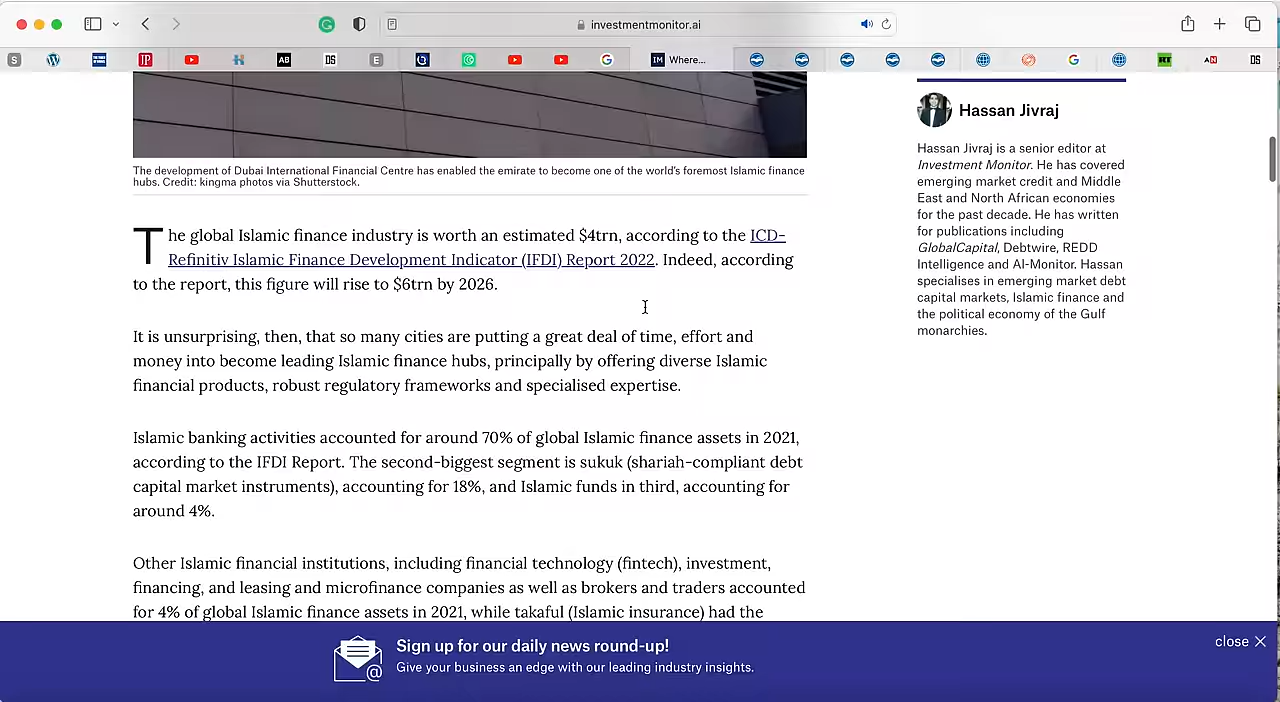 investmentmonitor.ai
S
JP
AB
DS
E
IM Where...
RT
AN
DS
The development of Dubai International Financial Centre has enabled the emirate to become one of the world's foremost Islamic finance
hubs. Credit: kingma photos via Shutterstock.
The global Islamic finance industry is worth an estimated $4trn, according to the ICD-
Refinitiv Islamic Finance Development Indicator (IFDI) Report 2022. Indeed, according
to the report, this figure will rise to $6trn by 2026.
It is unsurprising, then, that so many cities are putting a great deal of time, effort and
money into become leading Islamic finance hubs, principally by offering diverse Islamic
financial products, robust regulatory frameworks and specialised expertise.
Islamic banking activities accounted for around 70% of global Islamic finance assets in 2021,
according to the IFDI Report. The second-biggest segment is sukuk (shariah-compliant debt
capital market instruments), accounting for 18%, and Islamic funds in third, accounting for
around 4%.
Other Islamic financial institutions, including financial technology (fintech), investment,
financing, and leasing and microfinance companies as well as brokers and traders accounted
for 4% of global Islamic finance assets in 2021, while takaful (Islamic insurance) had the
Hassan Jivraj
Hassan Jivraj is a senior editor at
Investment Monitor. He has covered
emerging market credit and Middle
East and North African economies
for the past decade. He has written
for publications including
GlobalCapital, Debtwire, REDD
Intelligence and AI-Monitor. Hassan
specialises in emerging market debt
capital markets, Islamic finance and
the political economy of the Gulf
monarchies.
Sign up for our daily news round-up!
Give your business an edge with our leading industry insights.
close